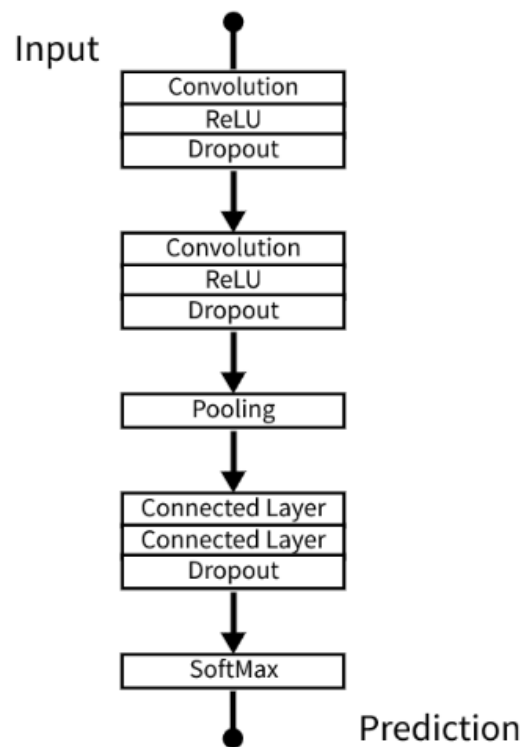 Input
Convolution
ReLU
Dropout
Convolution
ReLU
Dropout
Pooling
Connected Layer
Connected Layer
Dropout
SoftMax
Prediction